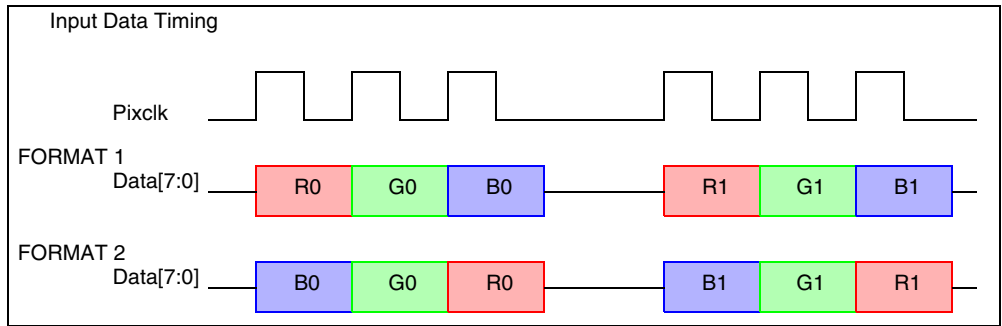 Input Data Timing
Pixclk
FORMAT 1
Data[7:0] R0 G0 B0 R1 G1 B1
FORMAT 2
Data[7:0] B0 G0 R0 B1 G1 R1